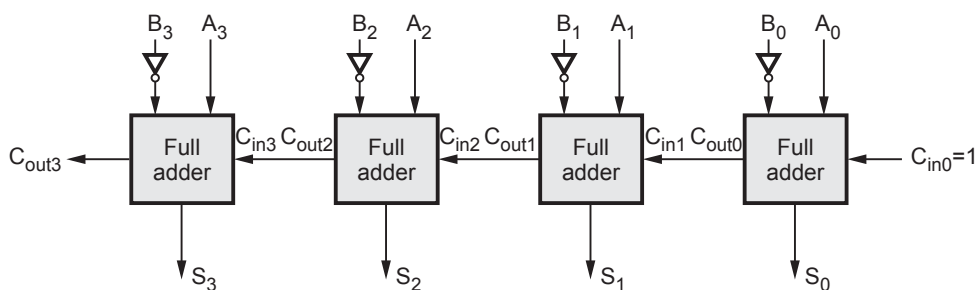 B3 A3 B2 A2 B1 A1 B0 A0
Cout3 Full adder Cin3 Cout2 Full adder Cin2 Cout1 Full adder Cin1 Cout0 Full adder Cin0=1
S3 S2 S1 S0